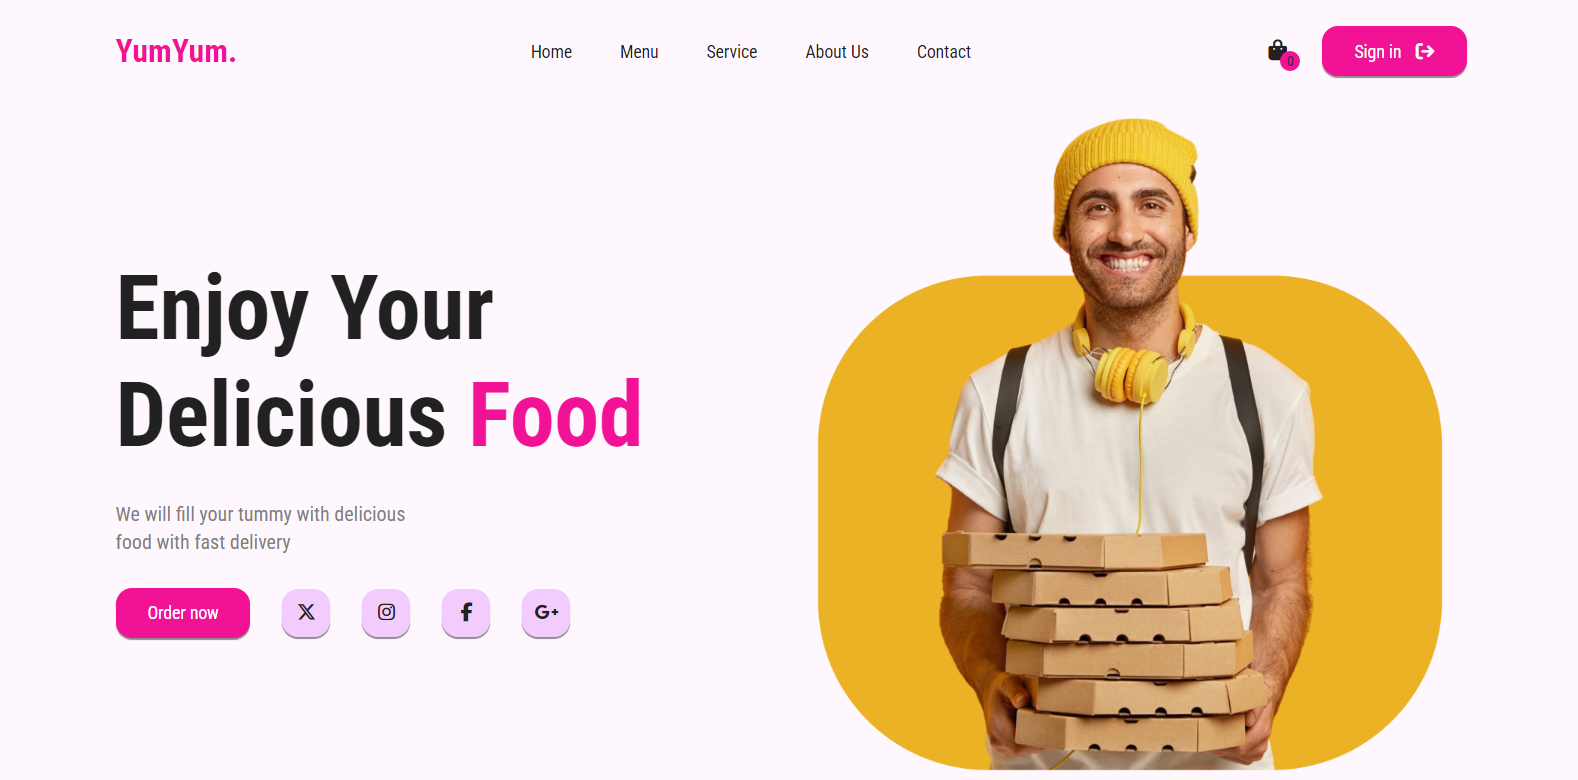 YumYum.
Home Menu Service About Us Contact
0
Sign in
Enjoy Your
Delicious Food
We will fill your tummy with delicious
food with fast delivery
Order now
G+